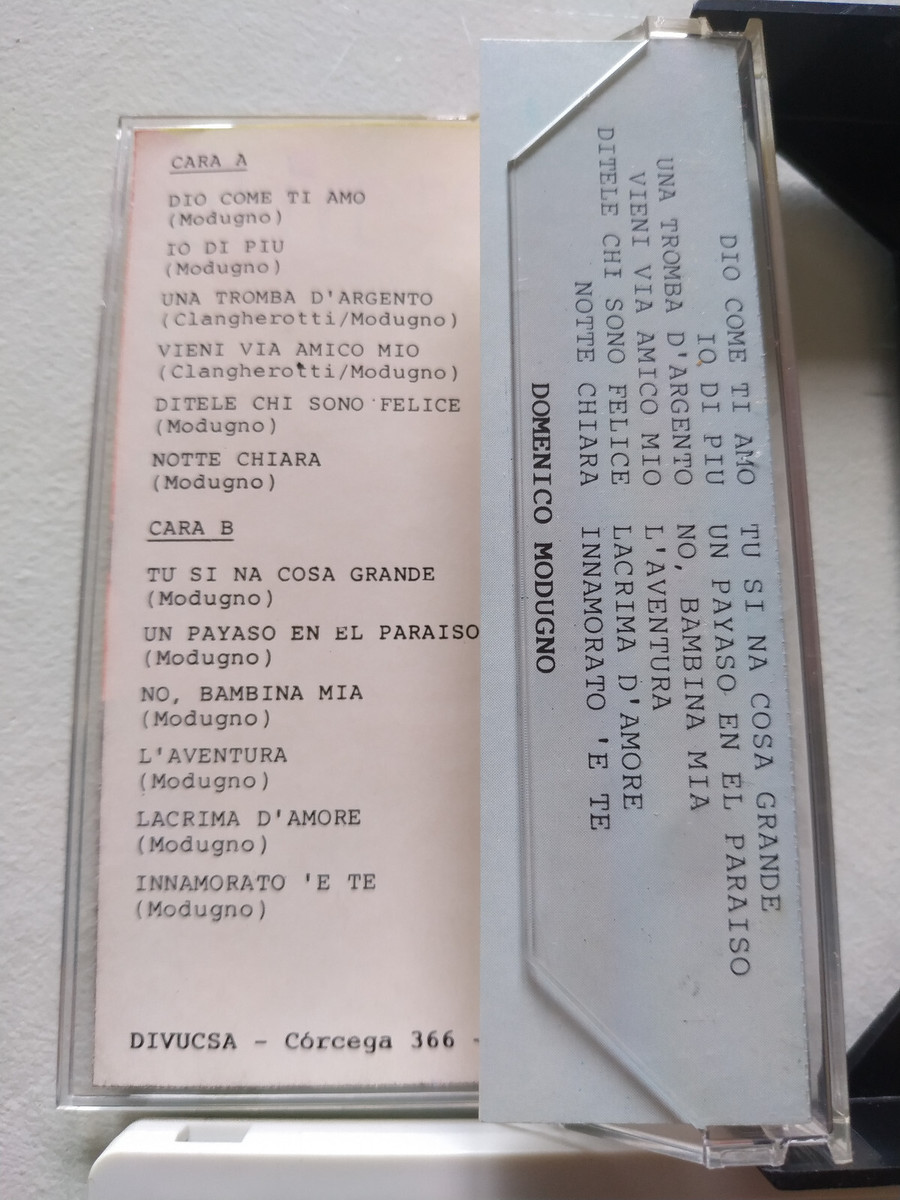 CARA A
DIO COME TI AMO
(Modugno)
IO DI PIU
(Modugno)
UNA TROMBA D'ARGENTO
(Clangherotti/Modugno)
VIENI VIA AMICO MIO
(Clangherotti/Modugno)
DITELE CHI SONO FELICE
(Modugno)
NOTTE CHIARA
(Modugno)
CARA B
TU SI NA COSA GRANDE
(Modugno)
UN PAYASO EN EL PARAISO
(Modugno)
NO, BAMBINA MIA
(Modugno)
L'AVENTURA
(Modugno)
LACRIMA D'AMORE
(Modugno)
INNAMORATO 'E TE
(Modugno)
DIVUCSA - Córcega 366 -
DIO COME TI AMO TU SI NA COSA GRANDE
IO DI PIU UN PAYASO EN EL PARAISO
UNA TROMBA D'ARGENTO NO, BAMBINA MIA
VIENI VIA AMICO MIO L'AVENTURA
DITELE CHI SONO FELICE LACRIMA D'AMORE
NOTTE CHIARA INNAMORATO 'E TE
DOMENICO MODUGNO